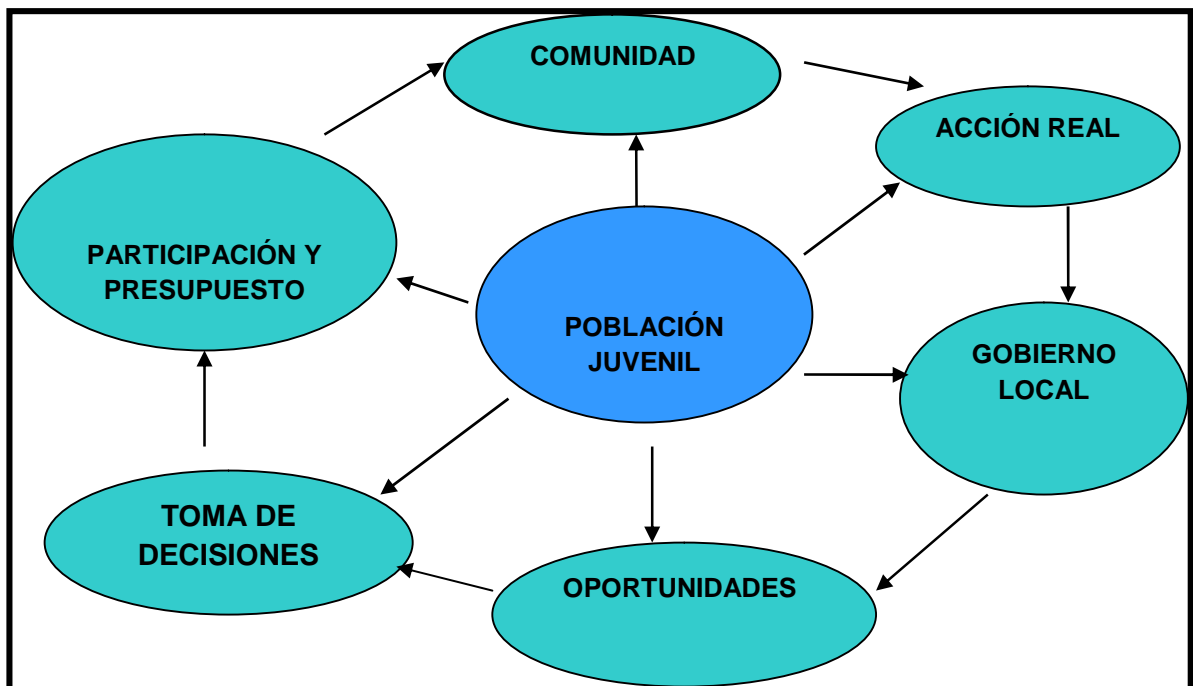 COMUNIDAD
ACCIÓN REAL
PARTICIPACIÓN Y
PRESUPUESTO
POBLACIÓN
JUVENIL
GOBIERNO
LOCAL
TOMA DE
DECISIONES
OPORTUNIDADES